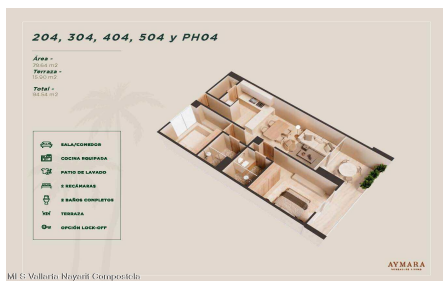 204, 304, 404, 504 y PH04
Área -
Terraza -
Total -
SALA/COMEDOR
COCINA EQUIPADA
PATIO DE LAVADO
2 RECÁMARAS
2 BAÑOS COMPLETOS
TERRAZA
OPCIÓN LOCK-OFF
AYMARA
MLS Vallarta Nayarit Compostela